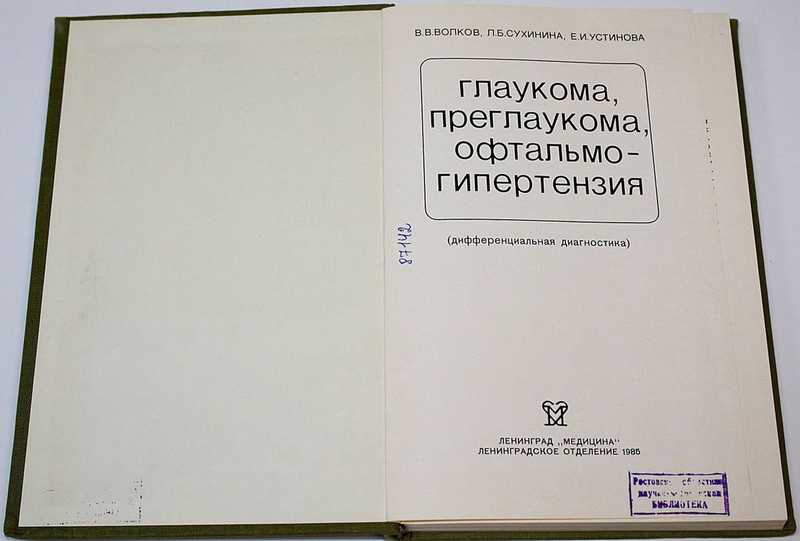 В.В.ВОЛКОВ, Л.Б.СУХИНИНА, Е.И.УСТИНОВА
глаукома,
преглаукома,
офтальмо-
гипертензия
(дифференциальная диагностика)
87142
ЛЕНИНГРАД „МЕДИЦИНА"
ЛЕНИНГРАДСКОЕ ОТДЕЛЕНИЕ 1985
БИБЛИОТЕКА